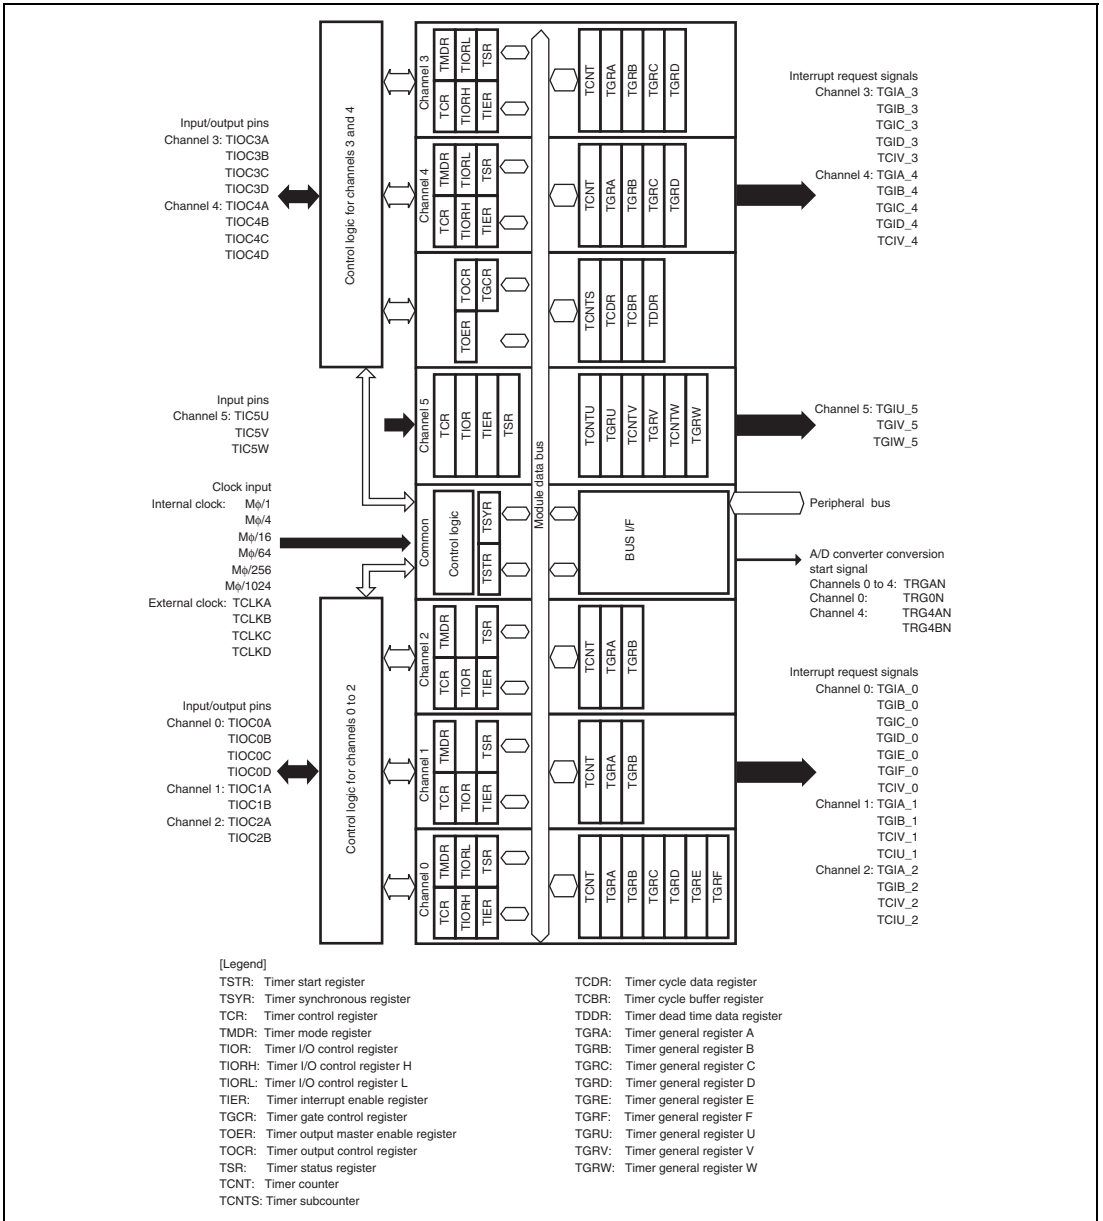 Input/output pins
Channel 3: TIOC3A
TIOC3B
TIOC3C
TIOC3D
Channel 4: TIOC4A
TIOC4B
TIOC4C
TIOC4D
Input pins
Channel 5: TIC5U
TIC5V
TIC5W
Clock input
Internal clock: Mφ/1
Mφ/4
Mφ/16
Mφ/64
Mφ/256
Mφ/1024
External clock: TCLKA
TCLKB
TCLKC
TCLKD
Input/output pins
Channel 0: TIOC0A
TIOC0B
TIOC0C
TIOC0D
Channel 1: TIOC1A
TIOC1B
Channel 2: TIOC2A
TIOC2B
Control logic for channels 3 and 4
Control logic for channels 0 to 2
Channel 3
TMDR
TIORL
TSR
TCR
TIORH
TIER
TCNT
TGRA
TGRB
TGRC
TGRD
Channel 4
TMDR
TIORL
TSR
TCR
TIORH
TIER
TCNT
TGRA
TGRB
TGRC
TGRD
TOCR
TGCR
TOER
TCNTS
TCDR
TCBR
TDDR
Channel 5
TCR
TIOR
TIER
TSR
TCNTU
TGRU
TCNTV
TGRV
TCNTW
TGRW
Module data bus
Common
Control logic
TSYR
TSTR
BUS I/F
Channel 2
TMDR
TSR
TCR
TIOR
TIER
TCNT
TGRA
TGRB
Channel 1
TMDR
TSR
TCR
TIOR
TIER
TCNT
TGRA
TGRB
Channel 0
TMDR
TIORL
TSR
TCR
TIORH
TIER
TCNT
TGRA
TGRB
TGRC
TGRD
TGRE
TGRF
Interrupt request signals
Channel 3: TGIA_3
TGIB_3
TGIC_3
TGID_3
TCIV_3
Channel 4: TGIA_4
TGIB_4
TGIC_4
TGID_4
TCIV_4
Channel 5: TGIU_5
TGIV_5
TGIW_5
Peripheral bus
A/D converter conversion
start signal
Channels 0 to 4: TRGAN
Channel 0: TRG0N
Channel 4: TRG4AN
TRG4BN
Interrupt request signals
Channel 0: TGIA_0
TGIB_0
TGIC_0
TGID_0
TGIE_0
TGIF_0
TCIV_0
Channel 1: TGIA_1
TGIB_1
TCIV_1
TCIU_1
Channel 2: TGIA_2
TGIB_2
TCIV_2
TCIU_2
[Legend]
TSTR: Timer start register
TSYR: Timer synchronous register
TCR: Timer control register
TMDR: Timer mode register
TIOR: Timer I/O control register
TIORH: Timer I/O control register H
TIORL: Timer I/O control register L
TIER: Timer interrupt enable register
TGCR: Timer gate control register
TOER: Timer output master enable register
TOCR: Timer output control register
TSR: Timer status register
TCNT: Timer counter
TCNTS: Timer subcounter
TCDR: Timer cycle data register
TCBR: Timer cycle buffer register
TDDR: Timer dead time data register
TGRA: Timer general register A
TGRB: Timer general register B
TGRC: Timer general register C
TGRD: Timer general register D
TGRE: Timer general register E
TGRF: Timer general register F
TGRU: Timer general register U
TGRV: Timer general register V
TGRW: Timer general register W